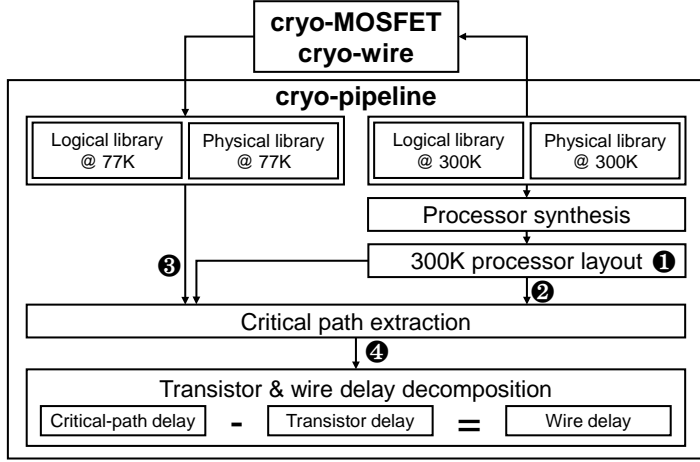 cryo-MOSFET
cryo-wire
cryo-pipeline
Logical library
@ 77K
Physical library
@ 77K
Logical library
@ 300K
Physical library
@ 300K
Processor synthesis
300K processor layout ❶
❸
❷
Critical path extraction
❹
Transistor & wire delay decomposition
Critical-path delay - Transistor delay = Wire delay